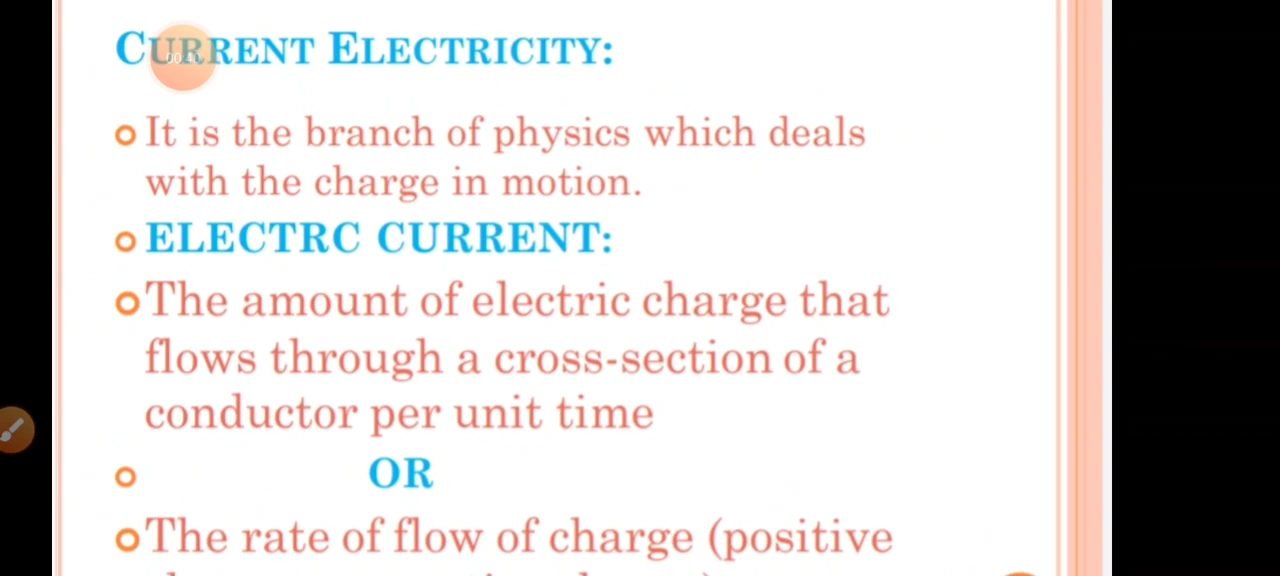 CURRENT ELECTRICITY:
00:41
It is the branch of physics which deals
with the charge in motion.
ELECTRC CURRENT:
The amount of electric charge that
flows through a cross-section of a
conductor per unit time
OR
The rate of flow of charge (positive